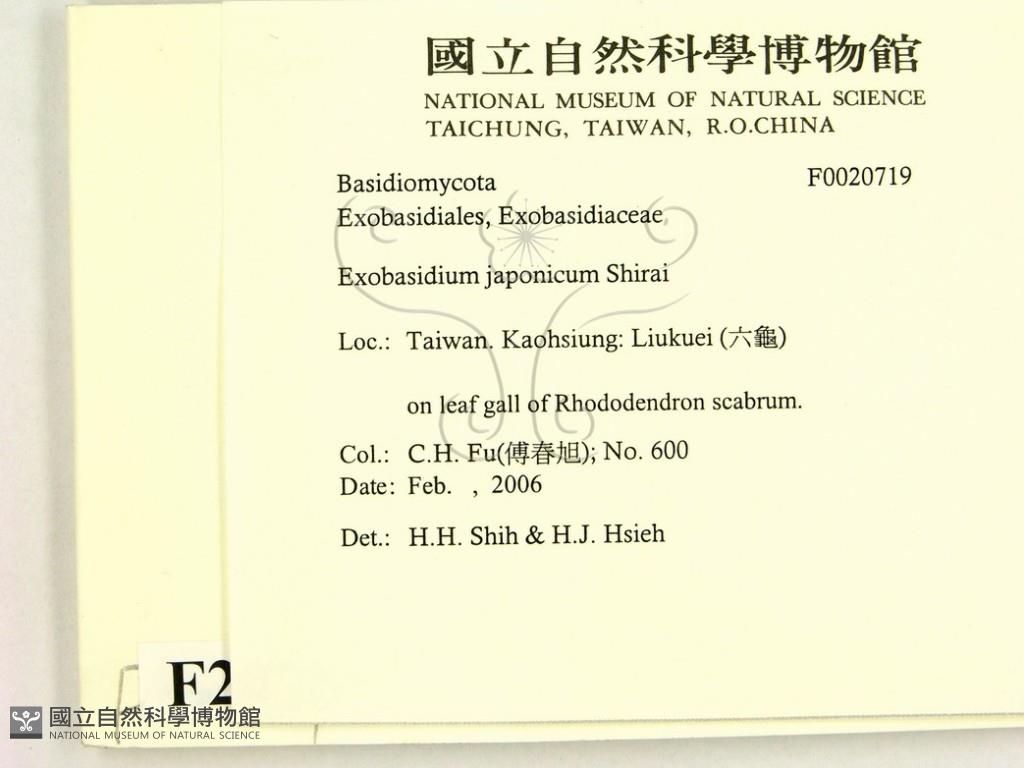 國立自然科學博物館
NATIONAL MUSEUM OF NATURAL SCIENCE
TAICHUNG, TAIWAN, R.O.CHINA
Basidiomycota F0020719
Exobasidiales, Exobasidiaceae
Exobasidium japonicum Shirai
Loc.: Taiwan. Kaohsiung: Liukuei (六龜)
on leaf gall of Rhododendron scabrum.
Col.: C.H. Fu(傅春旭); No. 600
Date: Feb. , 2006
Det.: H.H. Shih & H.J. Hsieh
F2
國立自然科學博物館
NATIONAL MUSEUM OF NATURAL SCIENCE